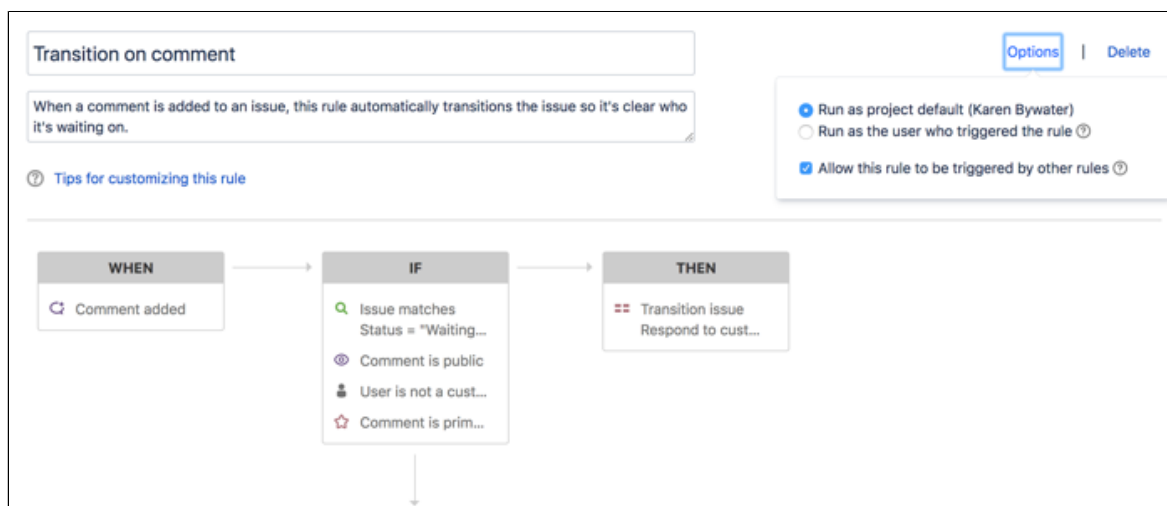 Transition on comment
Options | Delete
When a comment is added to an issue, this rule automatically transitions the issue so it's clear who
it's waiting on.
Run as project default (Karen Bywater)
Run as the user who triggered the rule
Allow this rule to be triggered by other rules
Tips for customizing this rule
WHEN
Comment added
IF
Issue matches
Status = "Waiting...
Comment is public
User is not a cust...
Comment is prim...
THEN
Transition issue
Respond to cust...